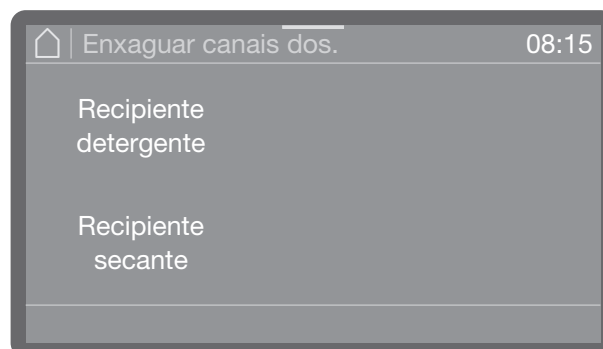 Enxaguar canais dos. 08:15
Recipiente
detergente
Recipiente
secante